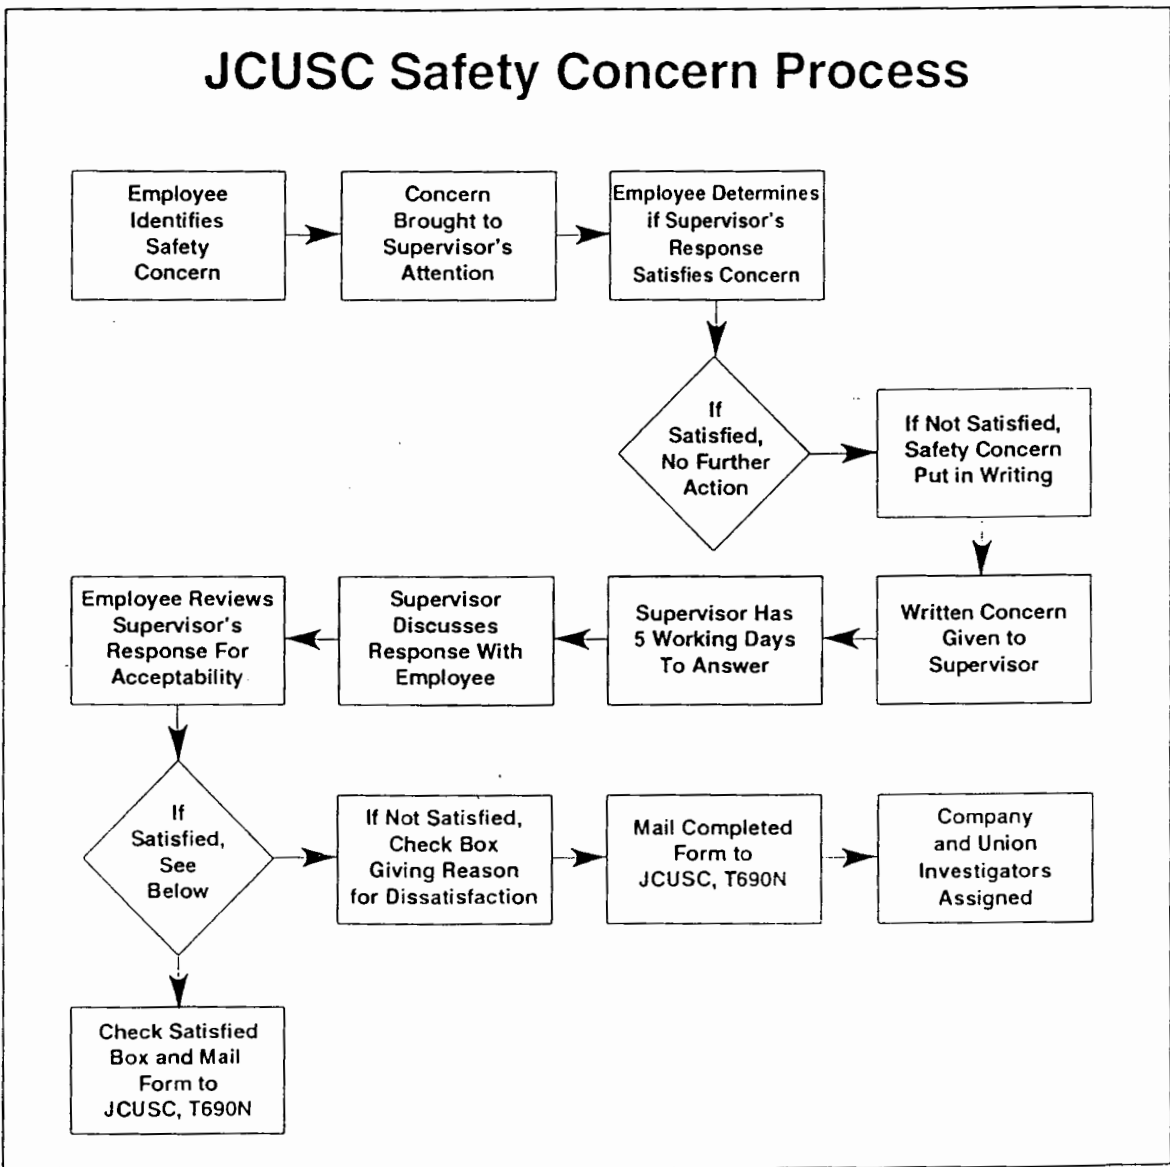 JCUSC Safety Concern Process
Employee
Identifies
Safety
Concern
Concern
Brought to
Supervisor's
Attention
Employee Determines
if Supervisor's
Response
Satisfies Concern
If
Satisfied,
No Further
Action
If Not Satisfied,
Safety Concern
Put in Writing
Written Concern
Given to
Supervisor
Supervisor Has
5 Working Days
To Answer
Supervisor
Discusses
Response With
Employee
Employee Reviews
Supervisor's
Response For
Acceptability
If
Satisfied,
See
Below
If Not Satisfied,
Check Box
Giving Reason
for Dissatisfaction
Mail Completed
Form to
JCUSC, T690N
Company
and Union
Investigators
Assigned
Check Satisfied
Box and Mail
Form to
JCUSC, T690N